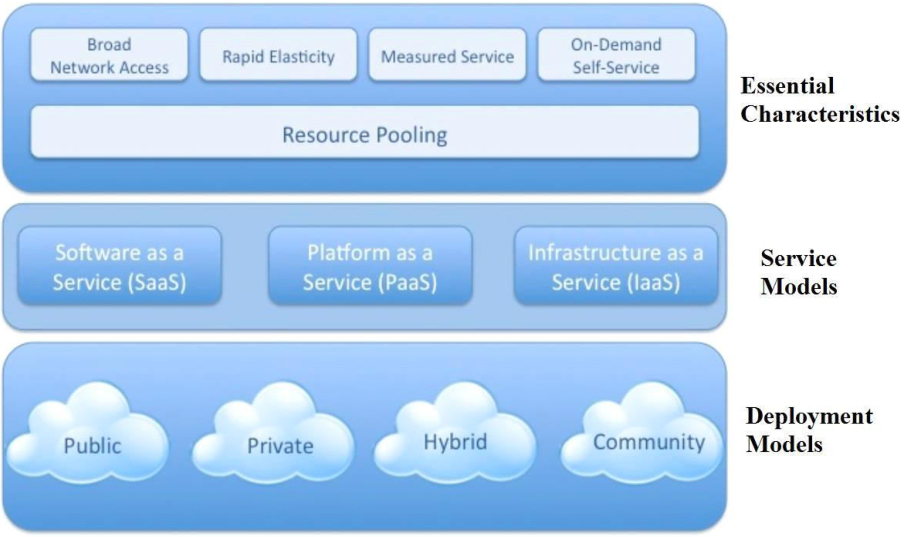 Broad
Network Access
Rapid Elasticity
Measured Service
On-Demand
Self-Service
Resource Pooling
Essential
Characteristics
Software as a
Service (SaaS)
Platform as a
Service (PaaS)
Infrastructure as a
Service (IaaS)
Service
Models
Public
Private
Hybrid
Community
Deployment
Models